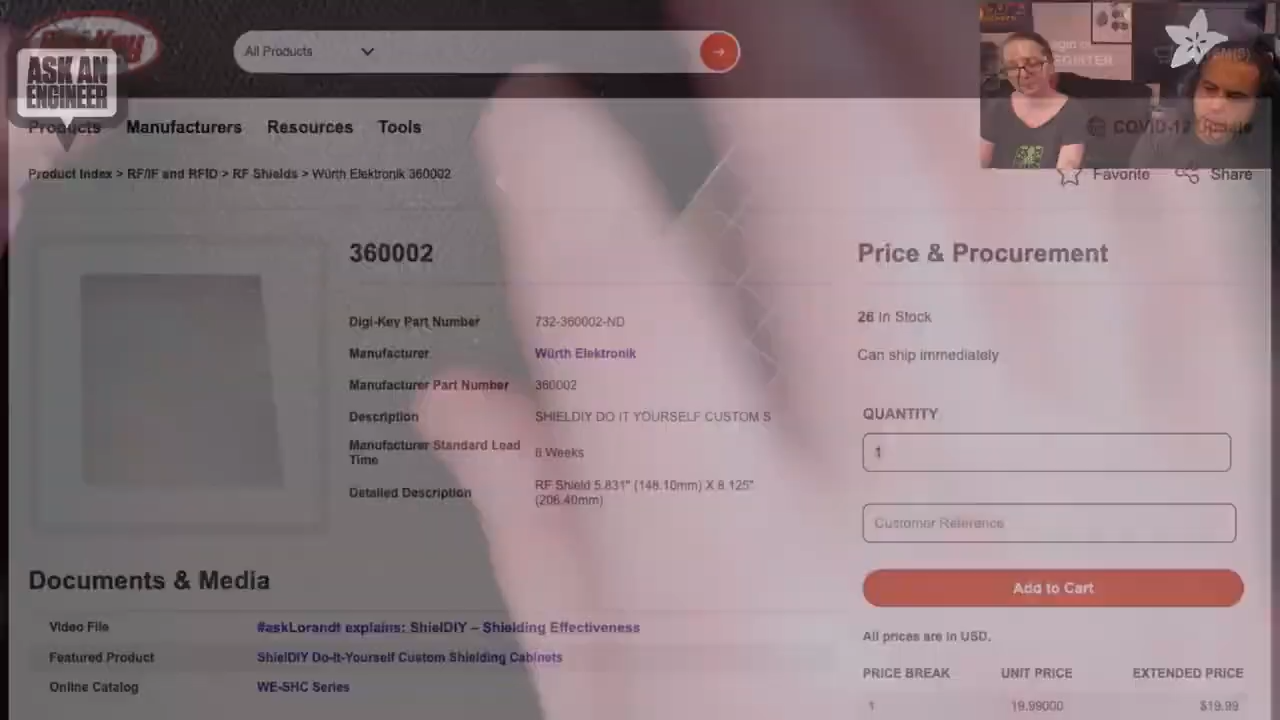 Digi-Key
All Products
ASK AN
ENGINEER
Products Manufacturers Resources Tools
REGISTER
COVID-19 Update
Product Index > RF/IF and RFID > RF Shields > Würth Elektronik 360002
Favorite Share
360002
Price & Procurement
Digi-Key Part Number 732-360002-ND
Manufacturer Würth Elektronik
Manufacturer Part Number 360002
Description SHIELDIY DO IT YOURSELF CUSTOM S
Manufacturer Standard Lead
Time
8 Weeks
Detailed Description RF Shield 5.831" (148.10mm) X 8.125"
(206.40mm)
26 In Stock
Can ship immediately
QUANTITY
1
Customer Reference
Add to Cart
All prices are in USD.
PRICE BREAK UNIT PRICE EXTENDED PRICE
1 19.99000 $19.99
Documents & Media
Video File #askLorandt explains: ShielDIY – Shielding Effectiveness
Featured Product ShielDIY Do-It-Yourself Custom Shielding Cabinets
Online Catalog WE-SHC Series